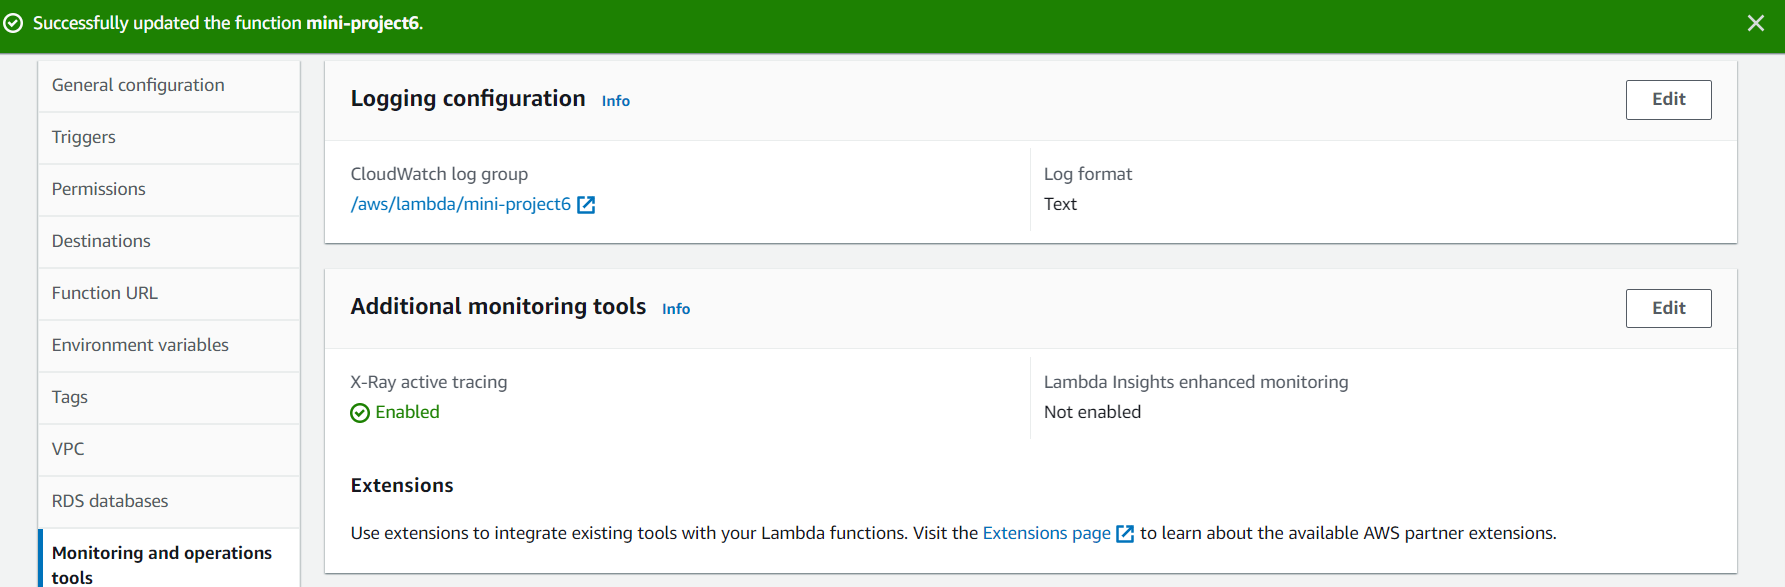 Successfully updated the function mini-project6.
General configuration
Triggers
Permissions
Destinations
Function URL
Environment variables
Tags
VPC
RDS databases
Monitoring and operations
tools
Logging configuration Info
Edit
CloudWatch log group
/aws/lambda/mini-project6
Log format
Text
Additional monitoring tools Info
Edit
X-Ray active tracing
Enabled
Lambda Insights enhanced monitoring
Not enabled
Extensions
Use extensions to integrate existing tools with your Lambda functions. Visit the Extensions page to learn about the available AWS partner extensions.